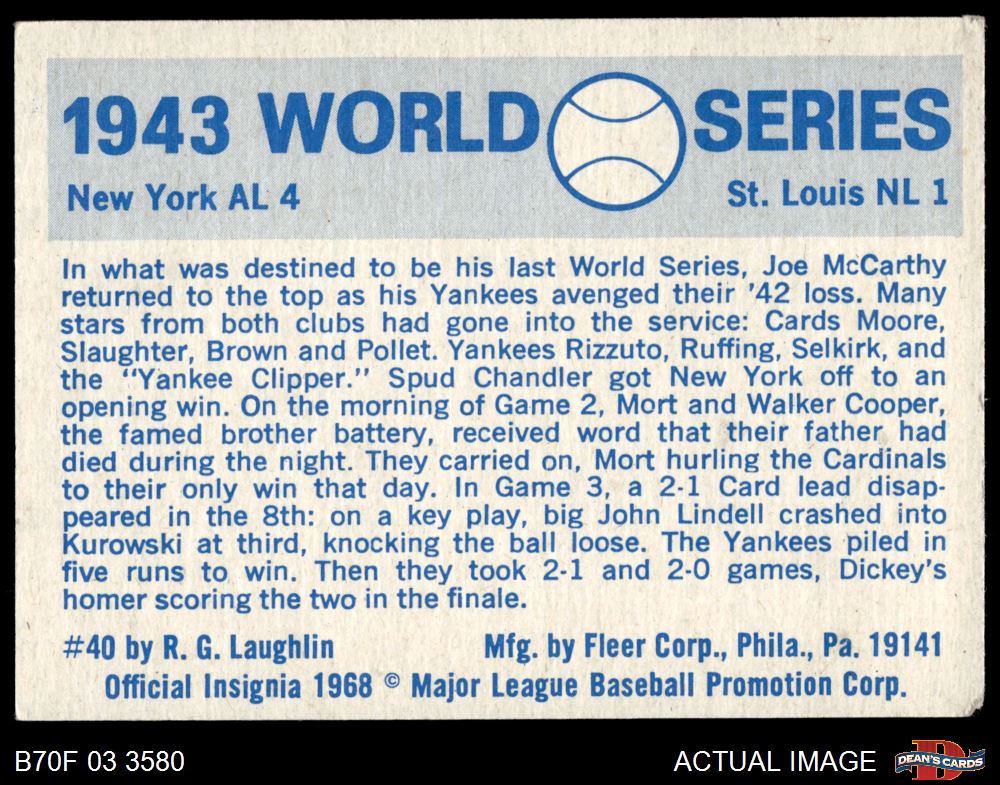 1943 WORLD SERIES
New York AL 4 St. Louis NL 1
In what was destined to be his last World Series, Joe McCarthy
returned to the top as his Yankees avenged their '42 loss. Many
stars from both clubs had gone into the service: Cards Moore,
Slaughter, Brown and Pollet. Yankees Rizzuto, Ruffing, Selkirk, and
the "Yankee Clipper." Spud Chandler got New York off to an
opening win. On the morning of Game 2, Mort and Walker Cooper,
the famed brother battery, received word that their father had
died during the night. They carried on, Mort hurling the Cardinals
to their only win that day. In Game 3, a 2-1 Card lead disap-
peared in the 8th: on a key play, big John Lindell crashed into
Kurowski at third, knocking the ball loose. The Yankees piled in
five runs to win. Then they took 2-1 and 2-0 games, Dickey's
homer scoring the two in the finale.
#40 by R. G. Laughlin Mfg. by Fleer Corp., Phila., Pa. 19141
Official Insignia 1968 © Major League Baseball Promotion Corp.
B70F 03 3580 ACTUAL IMAGE D DEAN'S CARDS